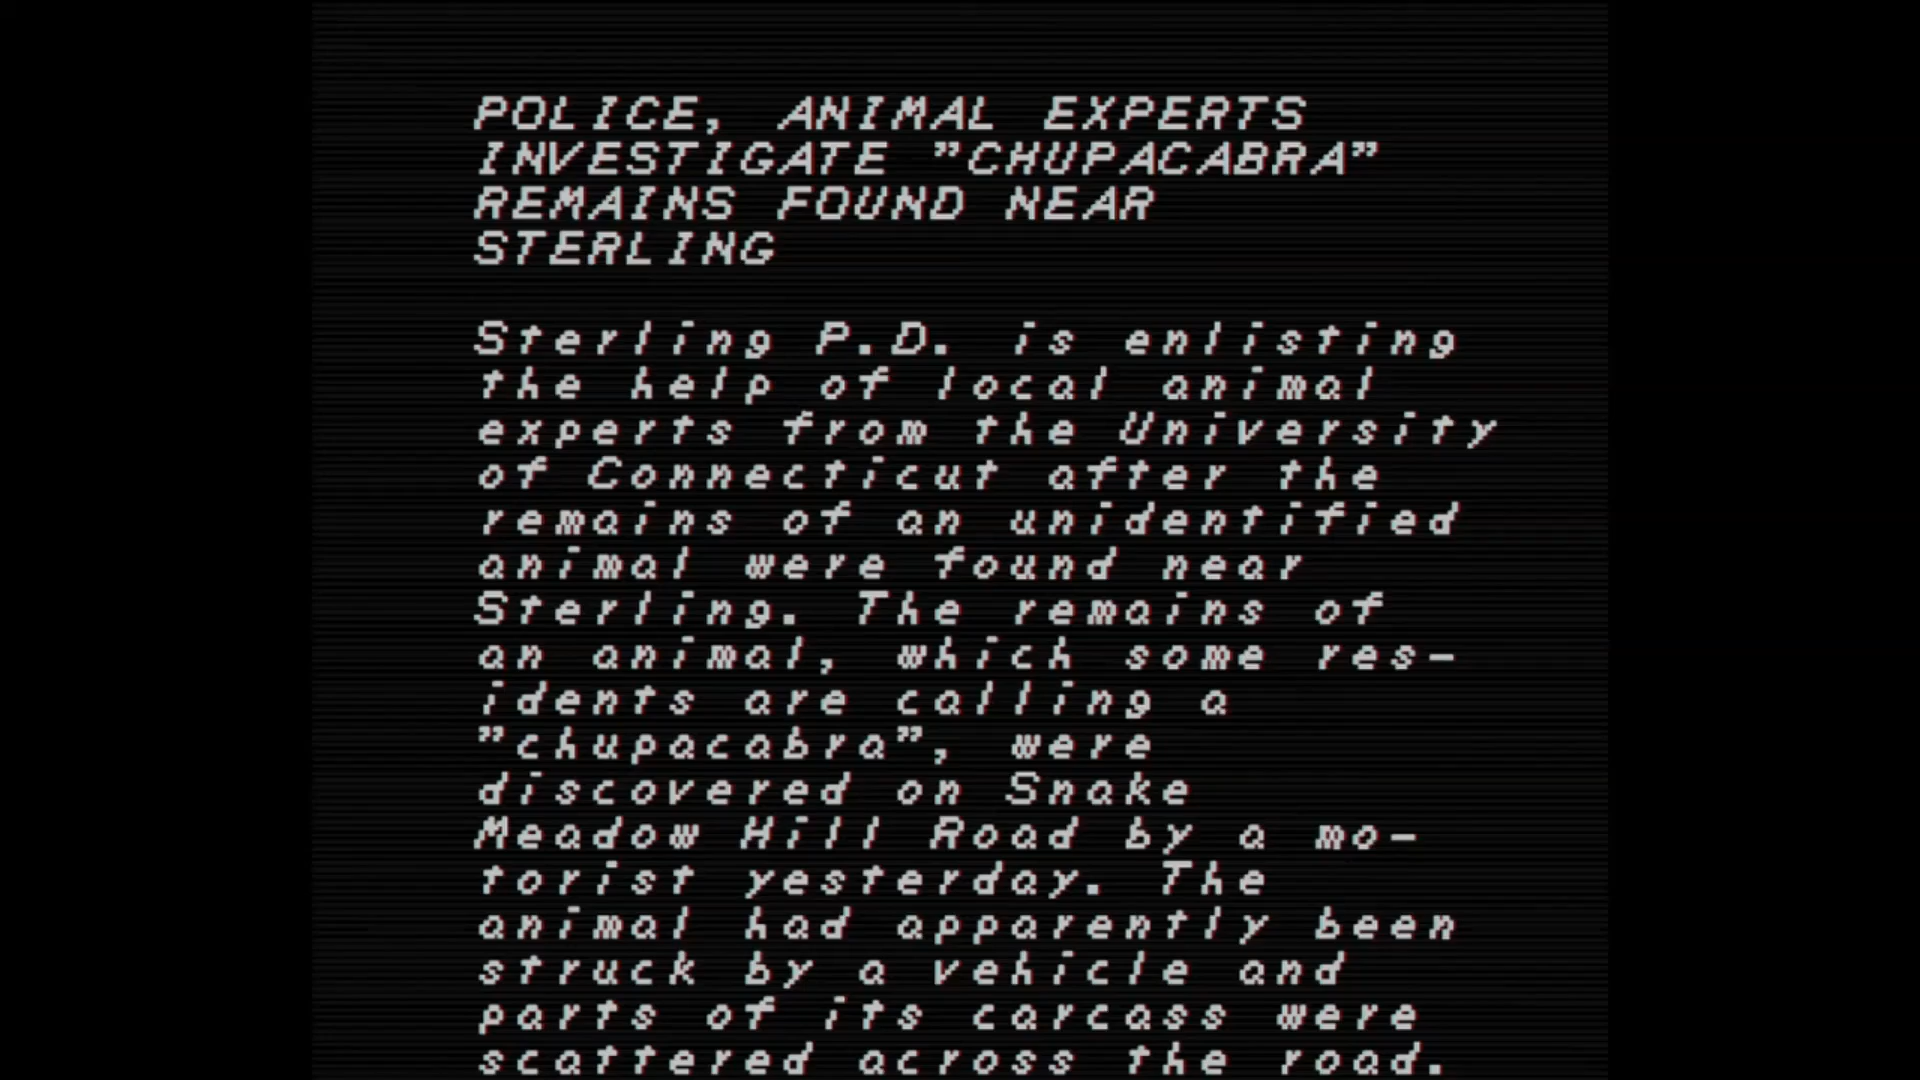 POLICE, ANIMAL EXPERTS
INVESTIGATE "CHUPACABRA"
REMAINS FOUND NEAR
STERLING
Sterling P.D. is enlisting
the help of local animal
experts from the University
of Connecticut after the
remains of an unidentified
animal were found near
Sterling. The remains of
an animal, which some res-
idents are calling a
"chupacabra", were
discovered on Snake
Meadow Hill Road by a mo-
torist yesterday. The
animal had apparently been
struck by a vehicle and
parts of its carcass were
scattered across the road.